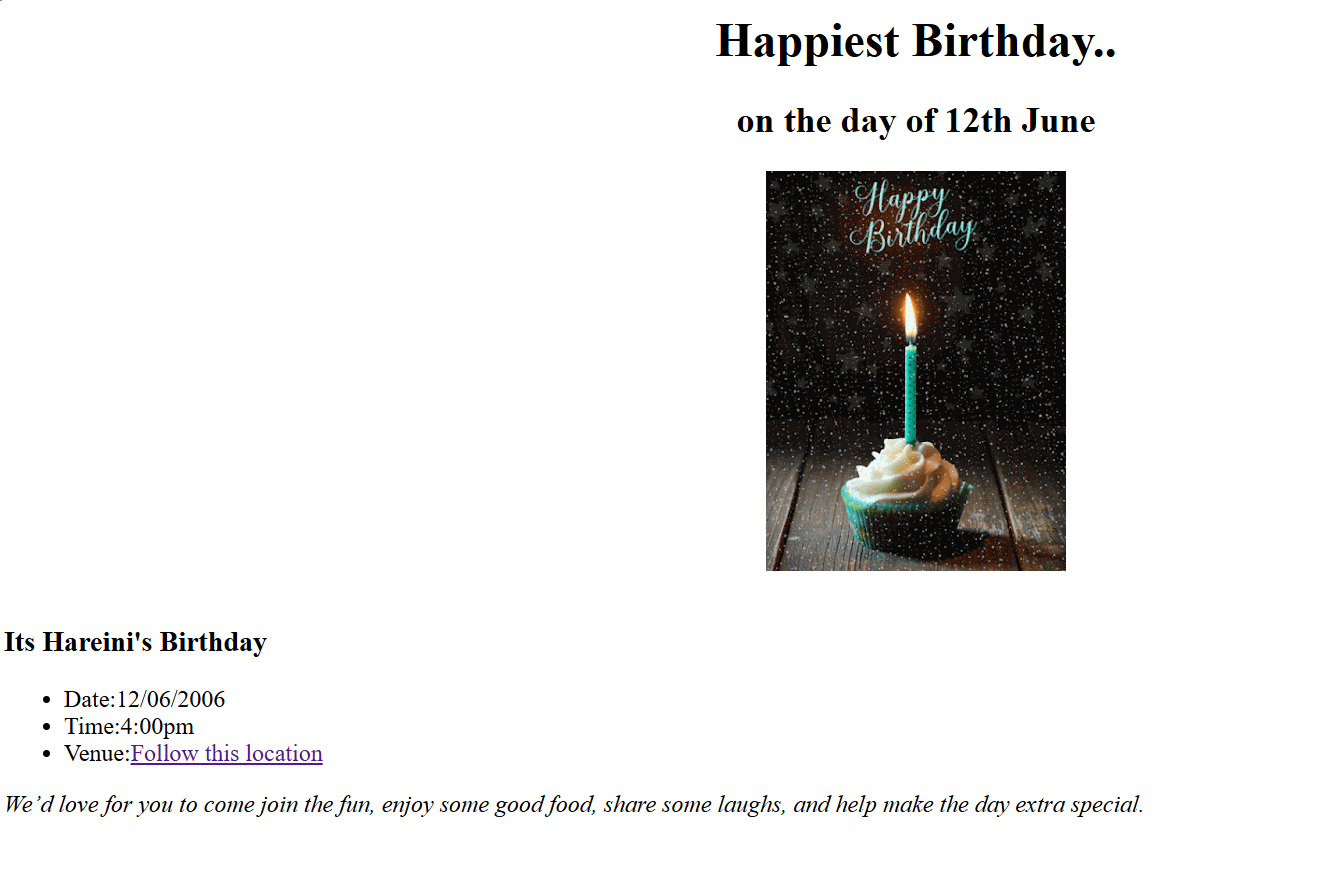 Happiest Birthday..
on the day of 12th June
Happy
Birthday
Its Hareini's Birthday
Date:12/06/2006
Time:4:00pm
Venue:Follow this location
We’d love for you to come join the fun, enjoy some good food, share some laughs, and help make the day extra special.